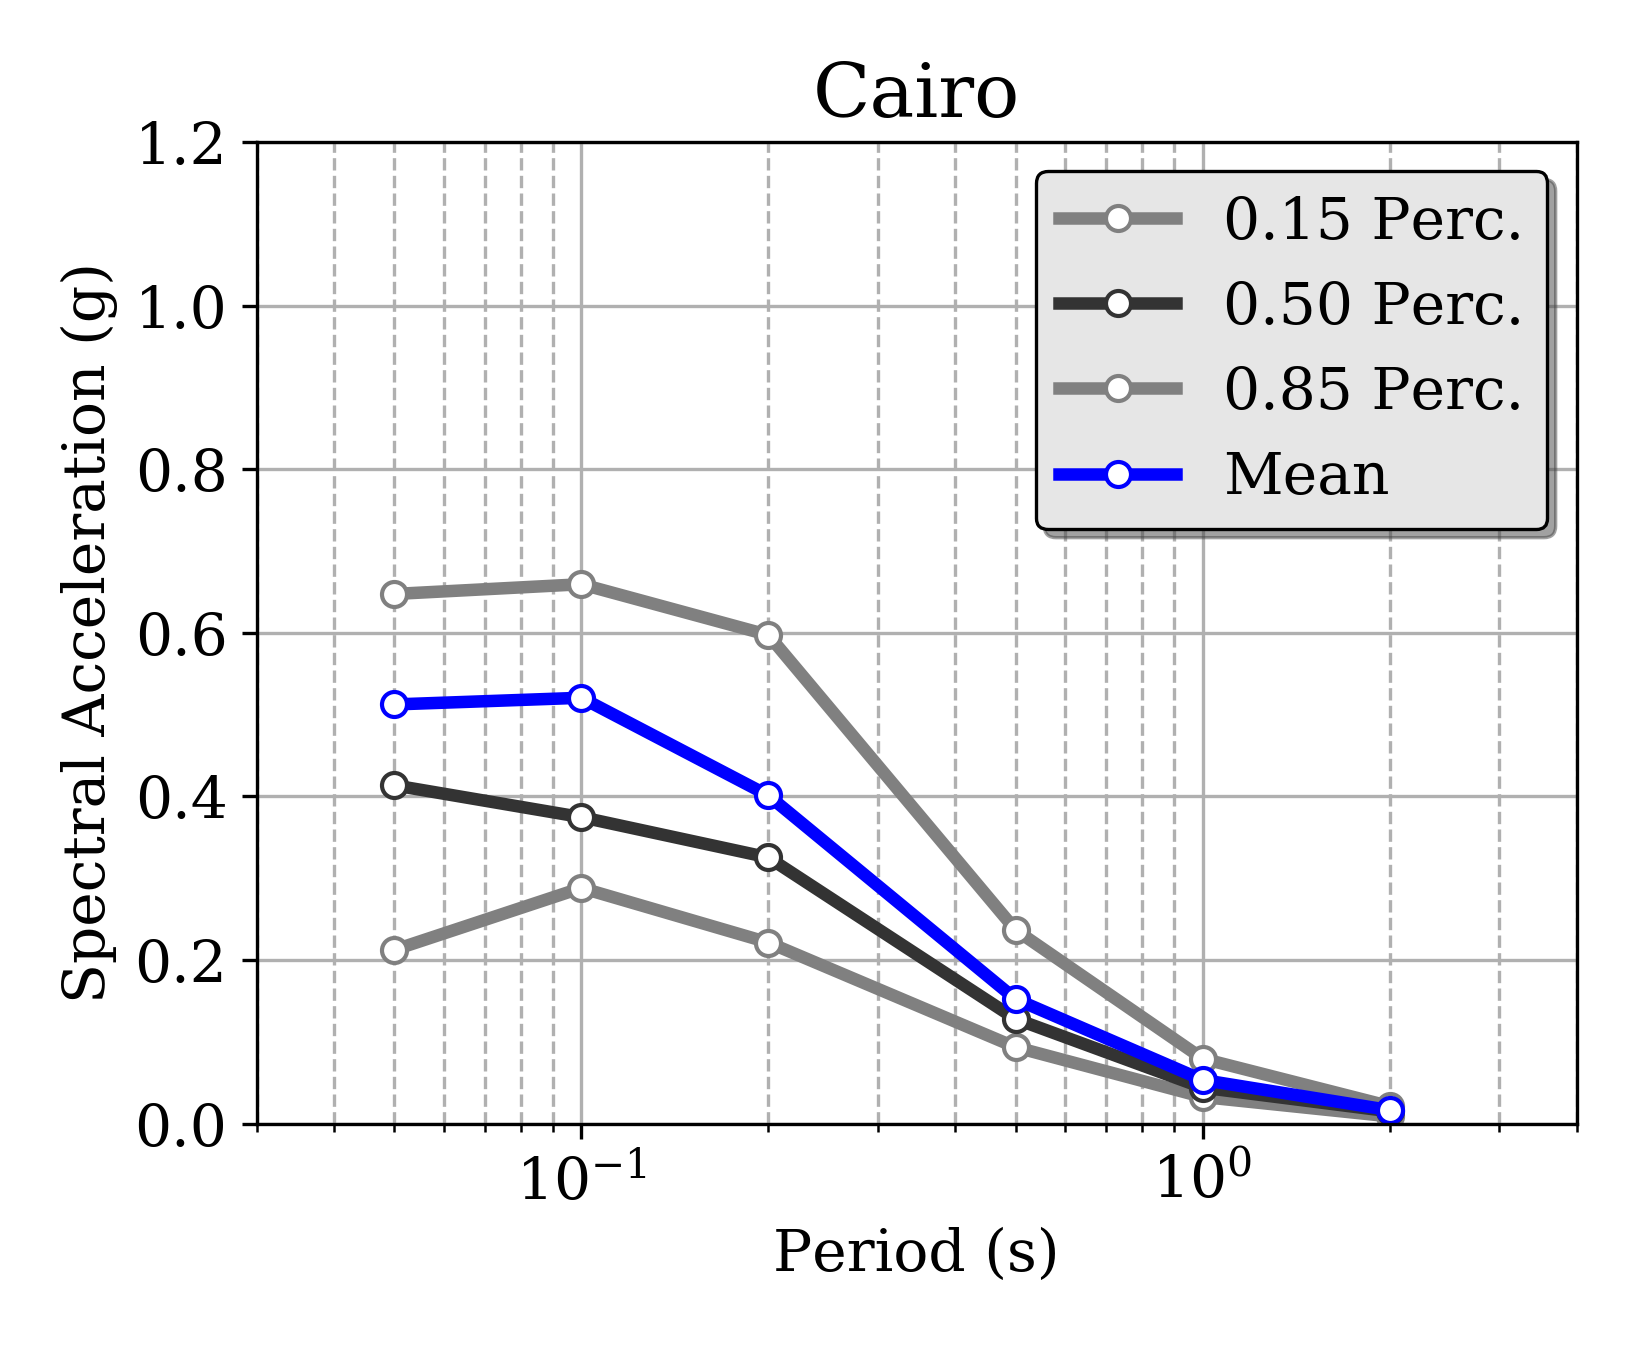 Cairo
1.2
1.0
0.8
0.6
0.4
0.2
0.0
Spectral Acceleration (g)
0.15 Perc.
0.50 Perc.
0.85 Perc.
Mean
10⁻¹
10⁰
Period (s)